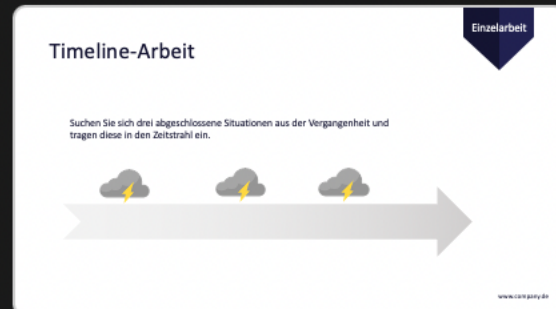 Einzelarbeit
Timeline-Arbeit
Suchen Sie sich drei abgeschlossene Situationen aus der Vergangenheit und
tragen diese in den Zeitstrahl ein.
www.company.de